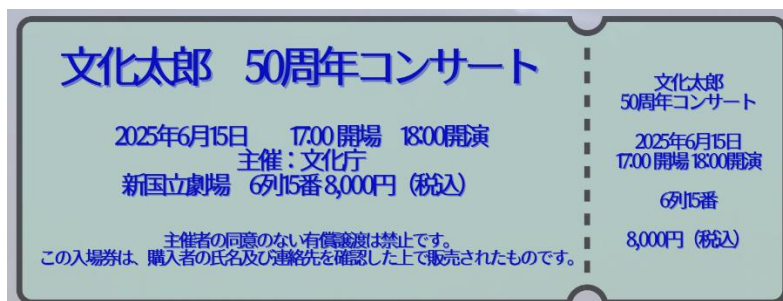 文化太郎　50周年コンサート
2025年6月15日　　17:00 開場　18:00開演
主催：文化庁
新国立劇場　6列15番 8,000円（税込）
主催者の同意のない有償譲渡は禁止です。
この入場券は、購入者の氏名及び連絡先を確認した上で販売されたものです。
文化太郎
50周年コンサート
2025年6月15日
17:00 開場 18:00開演
6列15番
8,000円（税込）